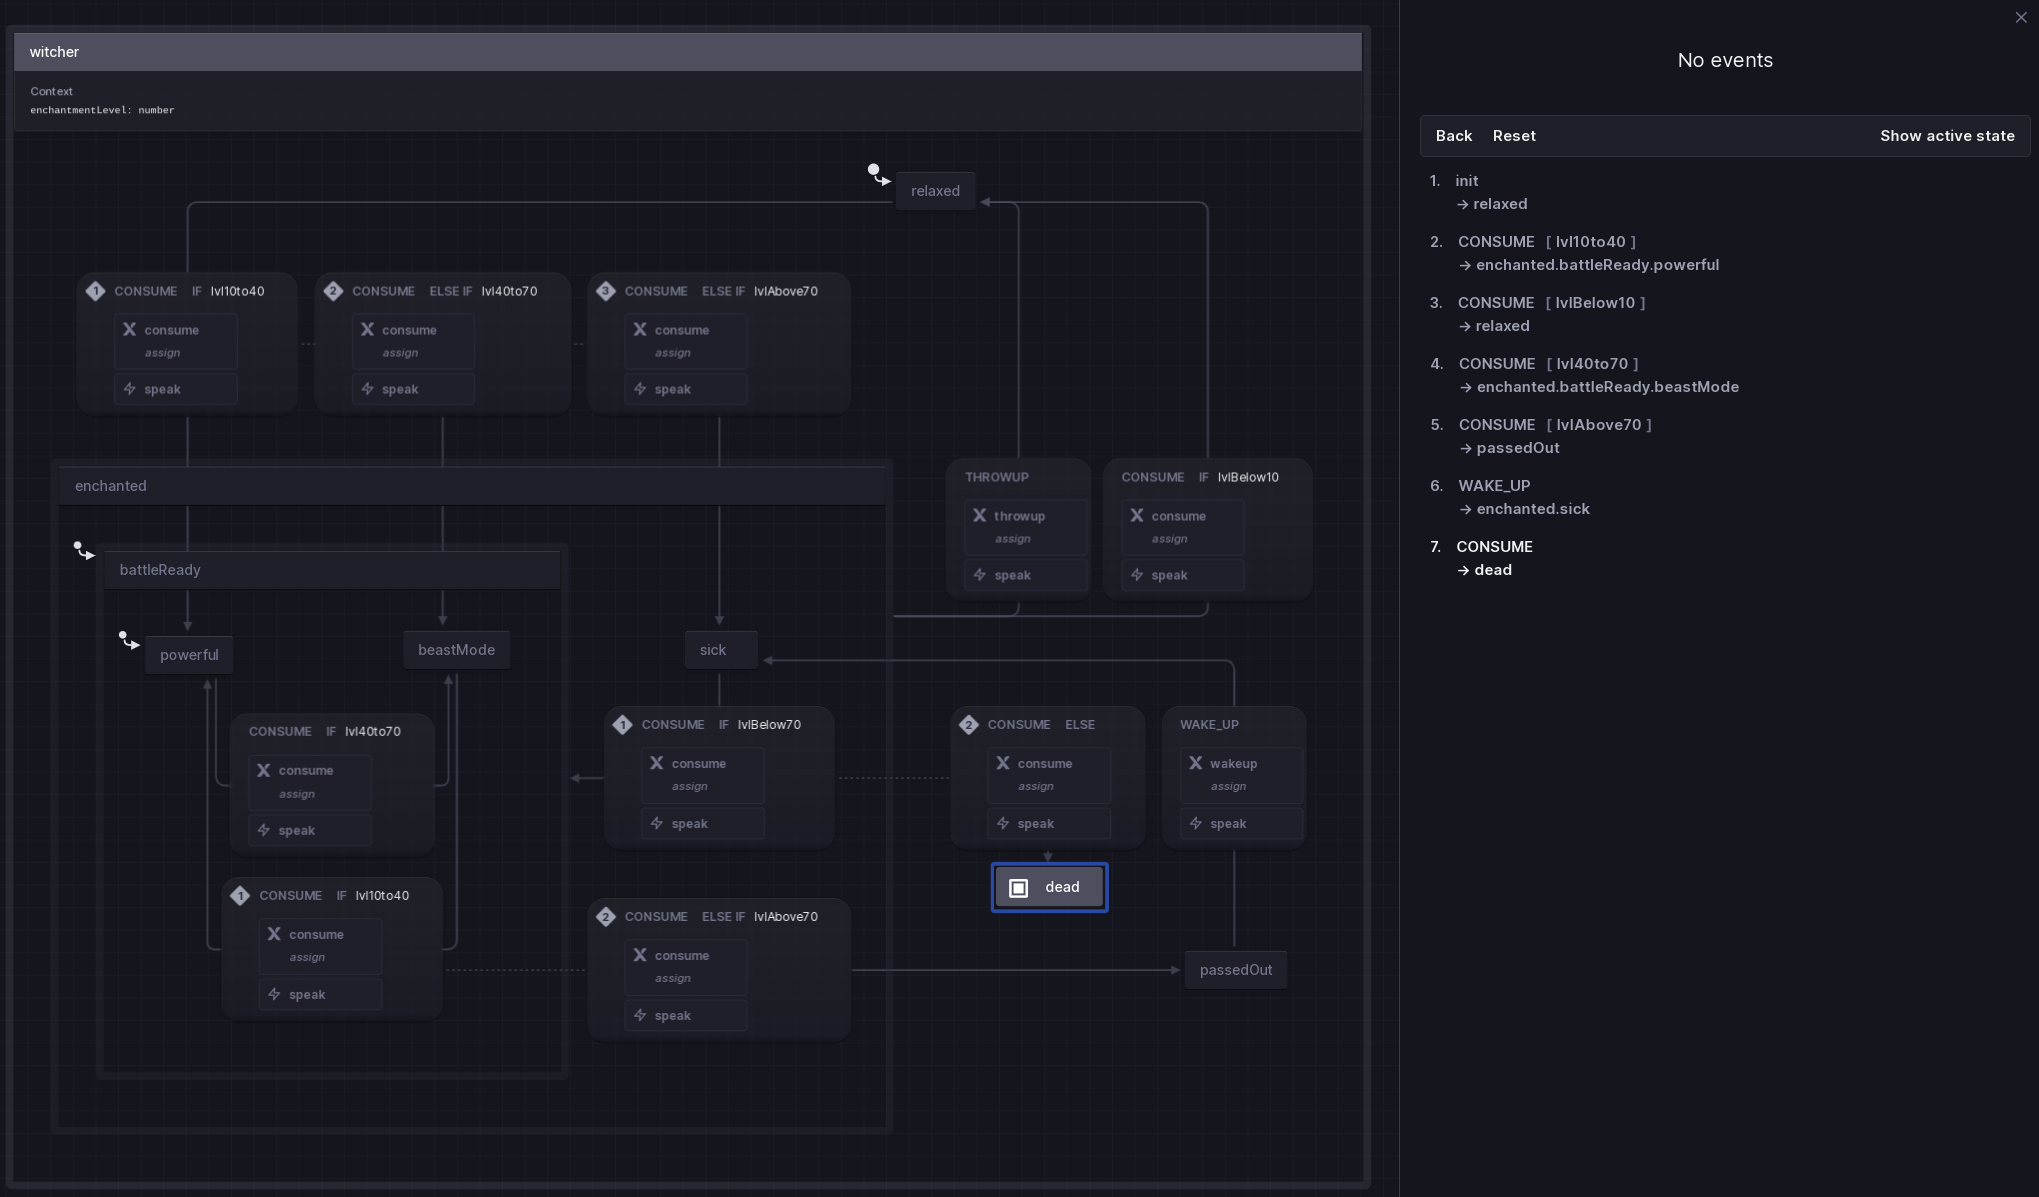 witcher
Context
enchantmentLevel: number
relaxed
1 CONSUME IF lvl10to40
consume
assign
speak
2 CONSUME ELSE IF lvl40to70
consume
assign
speak
3 CONSUME ELSE IF lvlAbove70
consume
assign
speak
enchanted
THROWUP
throwup
assign
speak
CONSUME IF lvlBelow10
consume
assign
speak
battleReady
powerful
beastMode
sick
CONSUME IF lvl40to70
consume
assign
speak
1 CONSUME IF lvlBelow70
consume
assign
speak
2 CONSUME ELSE
consume
assign
speak
WAKE_UP
wakeup
assign
speak
dead
1 CONSUME IF lvl10to40
consume
assign
speak
2 CONSUME ELSE IF lvlAbove70
consume
assign
speak
passedOut
No events
Back Reset Show active state
1. init
→ relaxed
2. CONSUME [ lvl10to40 ]
→ enchanted.battleReady.powerful
3. CONSUME [ lvlBelow10 ]
→ relaxed
4. CONSUME [ lvl40to70 ]
→ enchanted.battleReady.beastMode
5. CONSUME [ lvlAbove70 ]
→ passedOut
6. WAKE_UP
→ enchanted.sick
7. CONSUME
→ dead